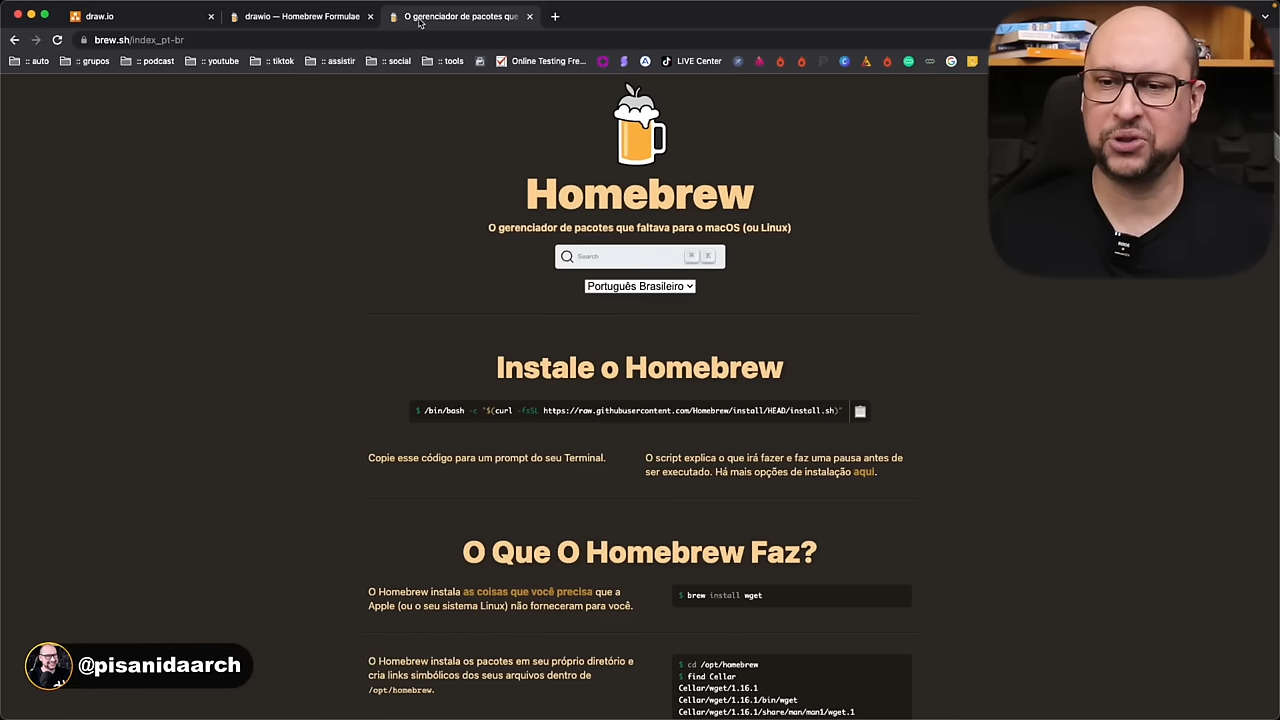 draw.io
drawio — Homebrew Formulae
O gerenciador de pacotes que
brew.sh/index_pt-br
:: auto
:: grupos
:: podcast
:: youtube
:: tiktok
:: assistir
:: social
:: tools
Online Testing Fre...
LIVE Center
Homebrew
O gerenciador de pacotes que faltava para o macOS (ou Linux)
Search
⌘ K
Português Brasileiro
Instale o Homebrew
$ /bin/bash -c "$(curl -fsSL https://raw.githubusercontent.com/Homebrew/install/HEAD/install.sh)"
Copie esse código para um prompt do seu Terminal.
O script explica o que irá fazer e faz uma pausa antes de
ser executado. Há mais opções de instalação aqui.
O Que O Homebrew Faz?
O Homebrew instala as coisas que você precisa que a
Apple (ou o seu sistema Linux) não forneceram para você.
$ brew install wget
O Homebrew instala os pacotes em seu próprio diretório e
cria links simbólicos dos seus arquivos dentro de
/opt/homebrew.
$ cd /opt/homebrew
$ find Cellar
Cellar/wget/1.16.1
Cellar/wget/1.16.1/bin/wget
Cellar/wget/1.16.1/share/man/man1/wget.1
@pisanidaarch